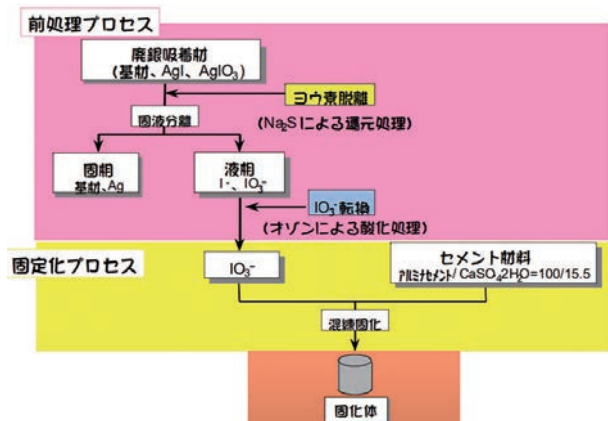 前処理プロセス
廃銀吸着材
(基材、AgI、AgIO₃)
ヨウ素脱離
固液分離
(Na₂Sによる還元処理)
固相
基材、Ag
液相
I⁻、IO₃⁻
IO₃⁻転換
(オゾンによる酸化処理)
固定化プロセス
IO₃⁻
セメント材料
アルミナセメント/CaSO₄2H₂O=100/15.5
混練固化
固化体